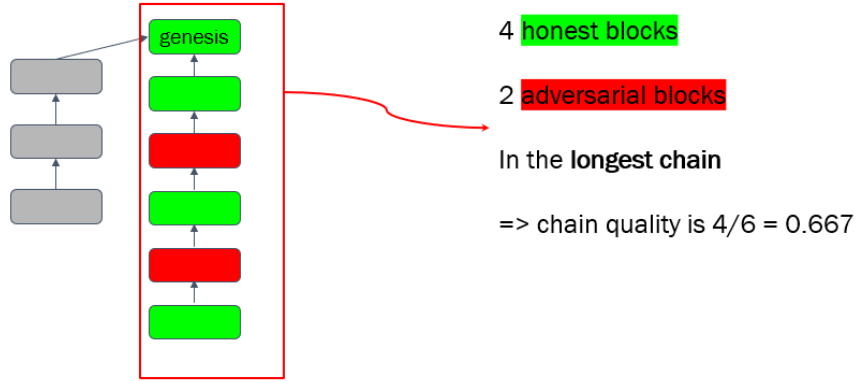 genesis
4 honest blocks
2 adversarial blocks
In the longest chain
=> chain quality is 4/6 = 0.667